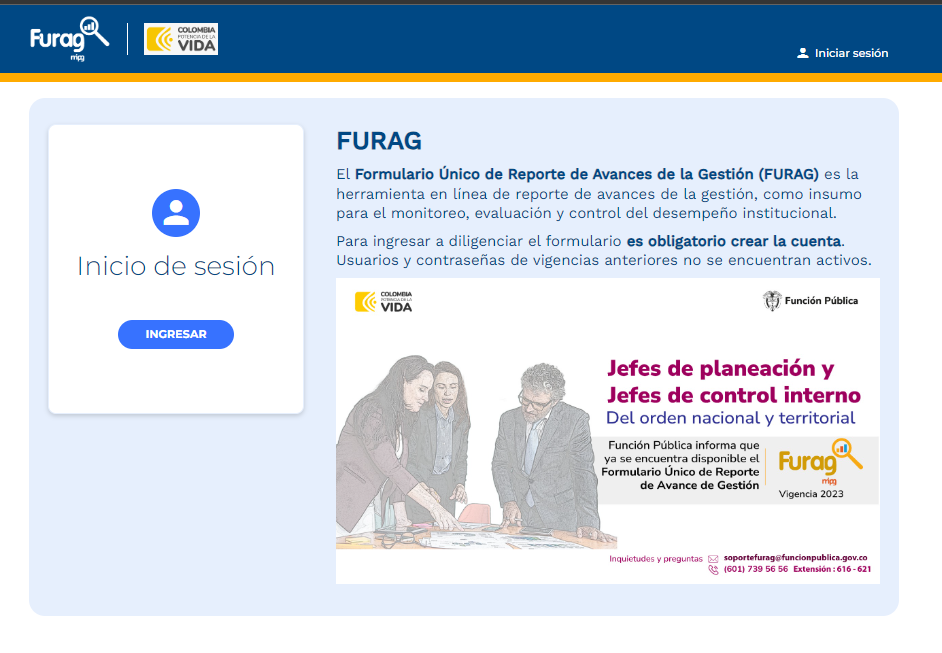 Furag
mipg
COLOMBIA
POTENCIA DE LA
VIDA
Iniciar sesión
Inicio de sesión
INGRESAR
FURAG
El Formulario Único de Reporte de Avances de la Gestión (FURAG) es la
herramienta en línea de reporte de avances de la gestión, como insumo
para el monitoreo, evaluación y control del desempeño institucional.
Para ingresar a diligenciar el formulario es obligatorio crear la cuenta.
Usuarios y contraseñas de vigencias anteriores no se encuentran activos.
COLOMBIA
POTENCIA DE LA
VIDA
Función Pública
Jefes de planeación y
Jefes de control interno
Del orden nacional y territorial
Función Pública informa que
ya se encuentra disponible el
Formulario Único de Reporte
de Avance de Gestión
Furag
mipg
Vigencia 2023
Inquietudes y preguntas soportefurag@funcionpublica.gov.co
(601) 739 56 56 Extensión : 616 - 621